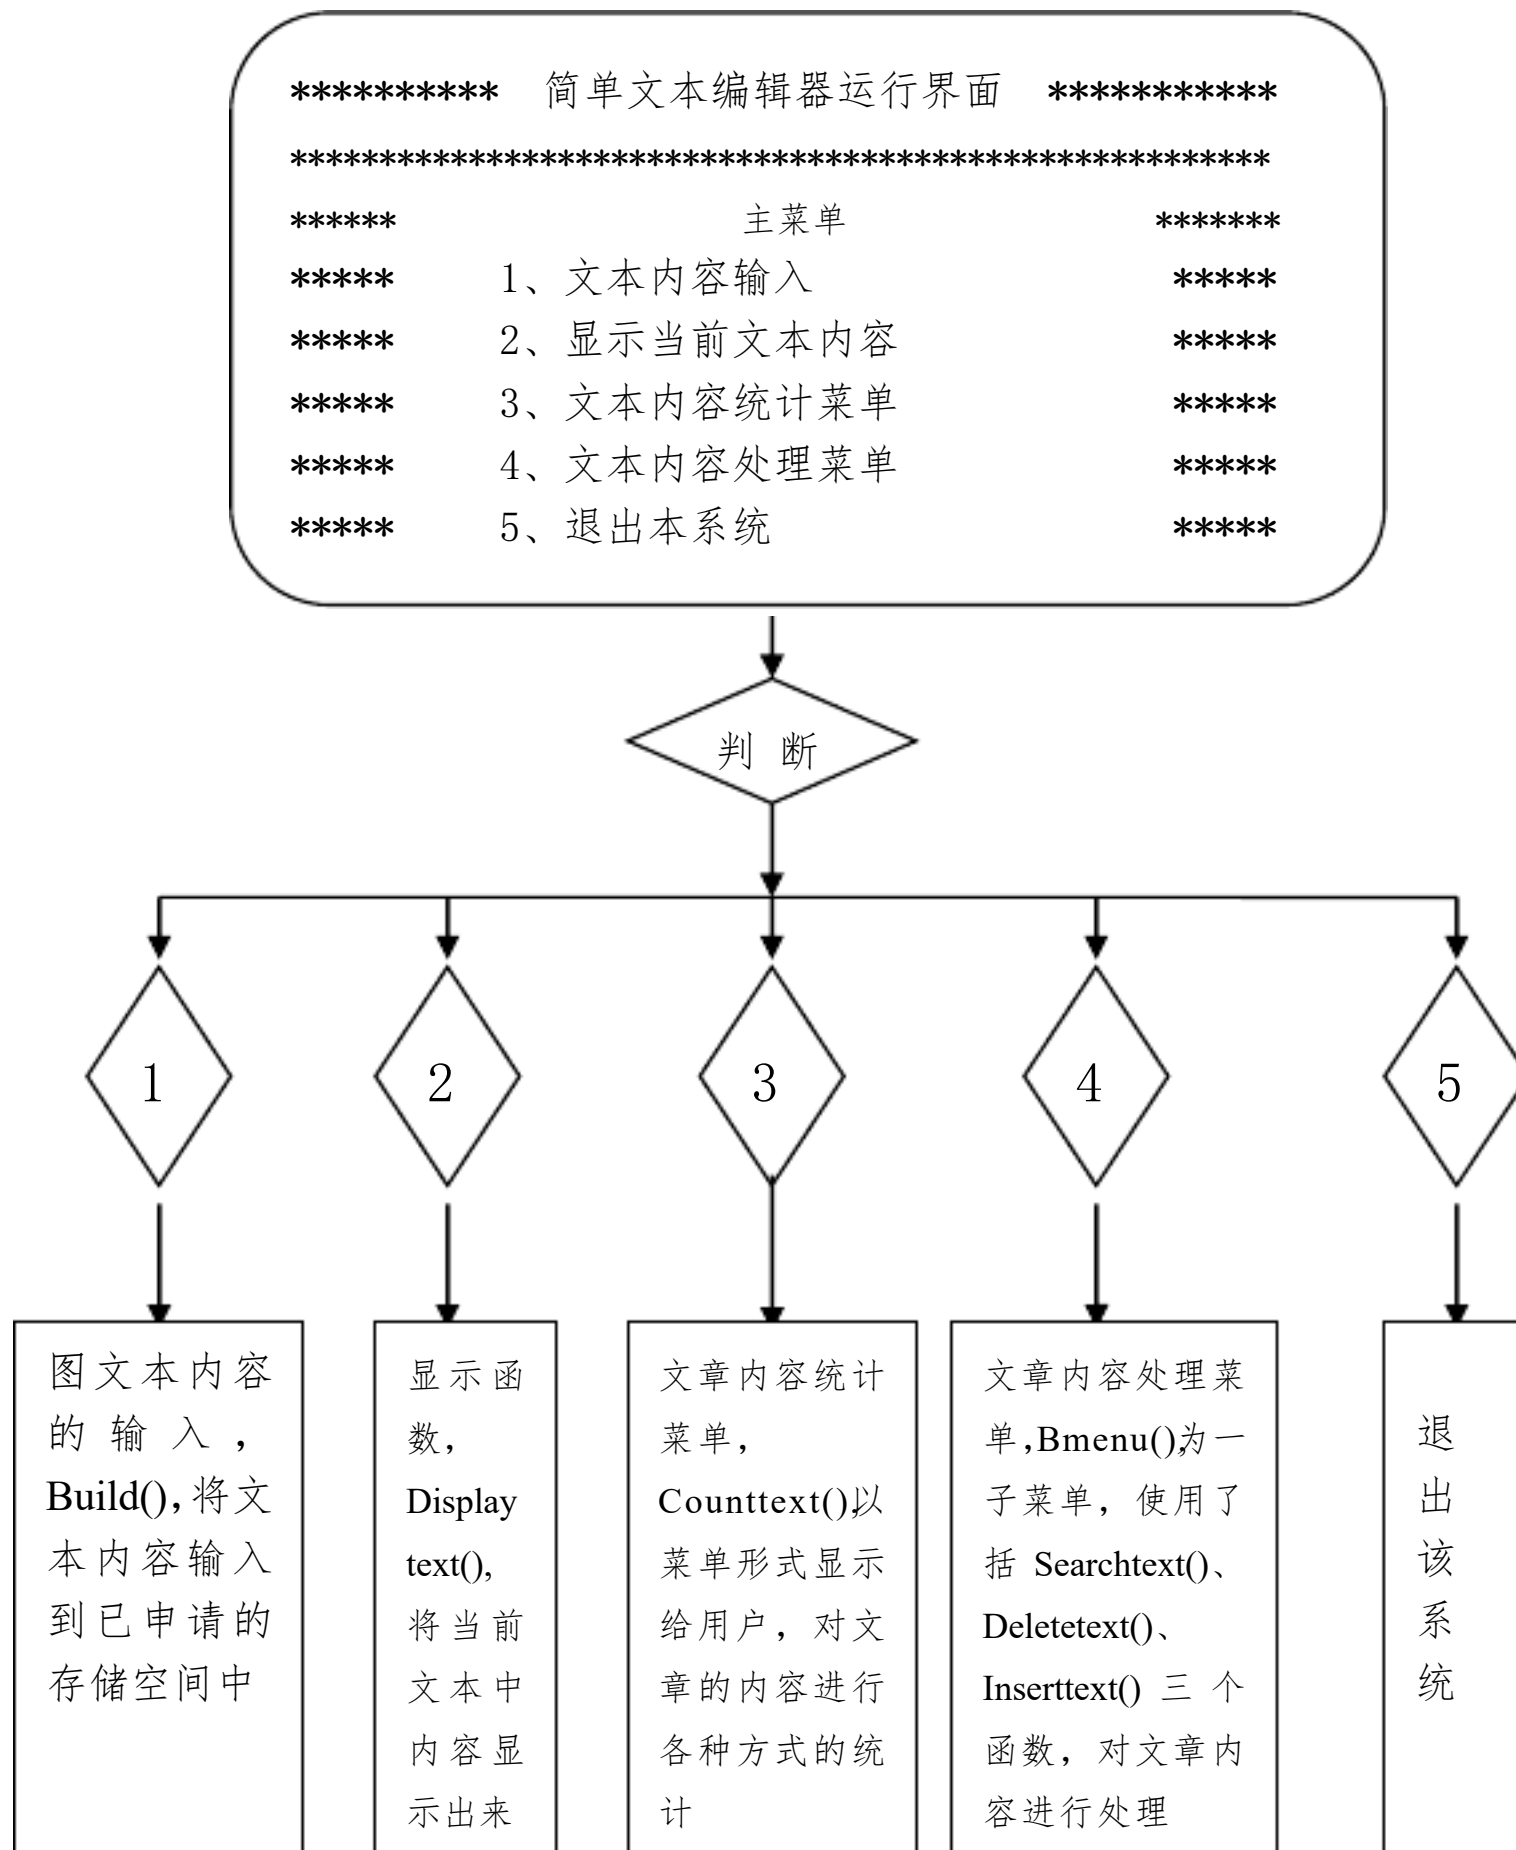 ********** 简单文本编辑器运行界面 ***********
*******************************************************
****** 主菜单 *******
***** 1、文本内容输入 *****
***** 2、显示当前文本内容 *****
***** 3、文本内容统计菜单 *****
***** 4、文本内容处理菜单 *****
***** 5、退出本系统 *****
判 断
1
2
3
4
5
图文本内容
的 输 入 ，
Build(),将文
本内容输入
到已申请的
存储空间中
显示函
数，
Display
text(),
将当前
文本中
内容显
示出来
文章内容统计
菜单，
Counttext(),以
菜单形式显示
给用户，对文
章的内容进行
各种方式的统
计
文章内容处理菜
单,Bmenu(),为一
子菜单，使用了
括 Searchtext()、
Deletetext()、
Inserttext() 三 个
函数，对文章内
容进行处理
退
出
该
系
统